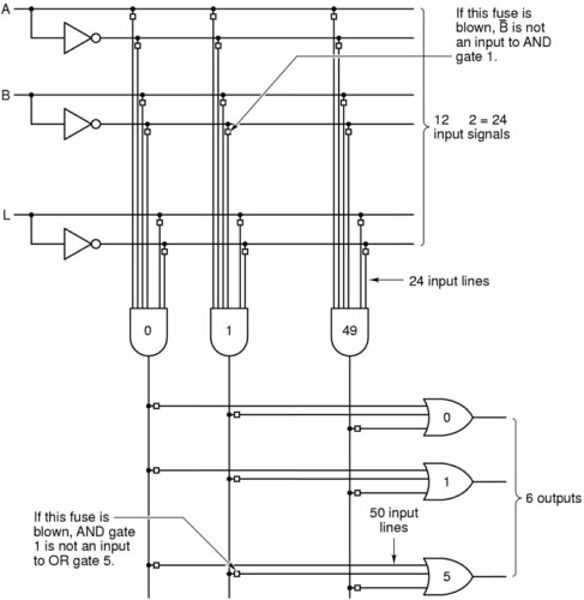 A
If this fuse is
blown, B̅ is not
an input to AND
gate 1.
B
12 2 = 24
input signals
L
24 input lines
0
1
49
0
1
6 outputs
If this fuse is
blown, AND gate
1 is not an input
to OR gate 5.
50 input
lines
5